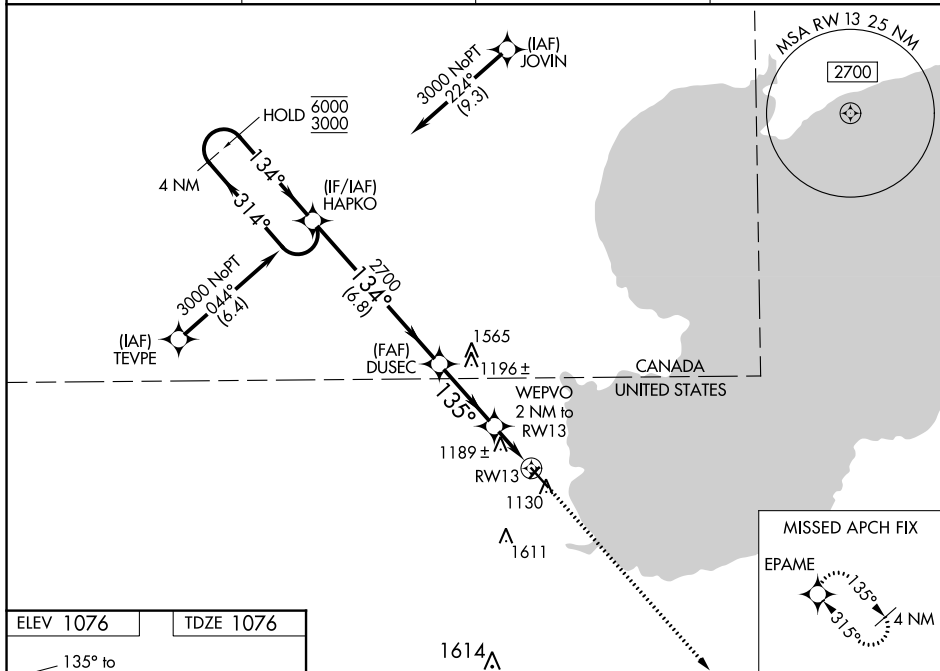 MSA RW 13 25 NM
2700
(IAF)
JOVIN
3000 NoPT
224°
(9.3)
HOLD 6000
3000
134°
4 NM
314°
(IF/IAF)
HAPKO
3000 NoPT
044°
(6.4)
(IAF)
TEVPE
2700
134°
(6.8)
(FAF)
DUSEC
1565
1196 ±
CANADA
UNITED STATES
135°
WEPVO
2 NM to
RW13
1189 ±
RW13
1130
1611
MISSED APCH FIX
EPAME
135°
315°
4 NM
ELEV 1076
TDZE 1076
135° to
1614